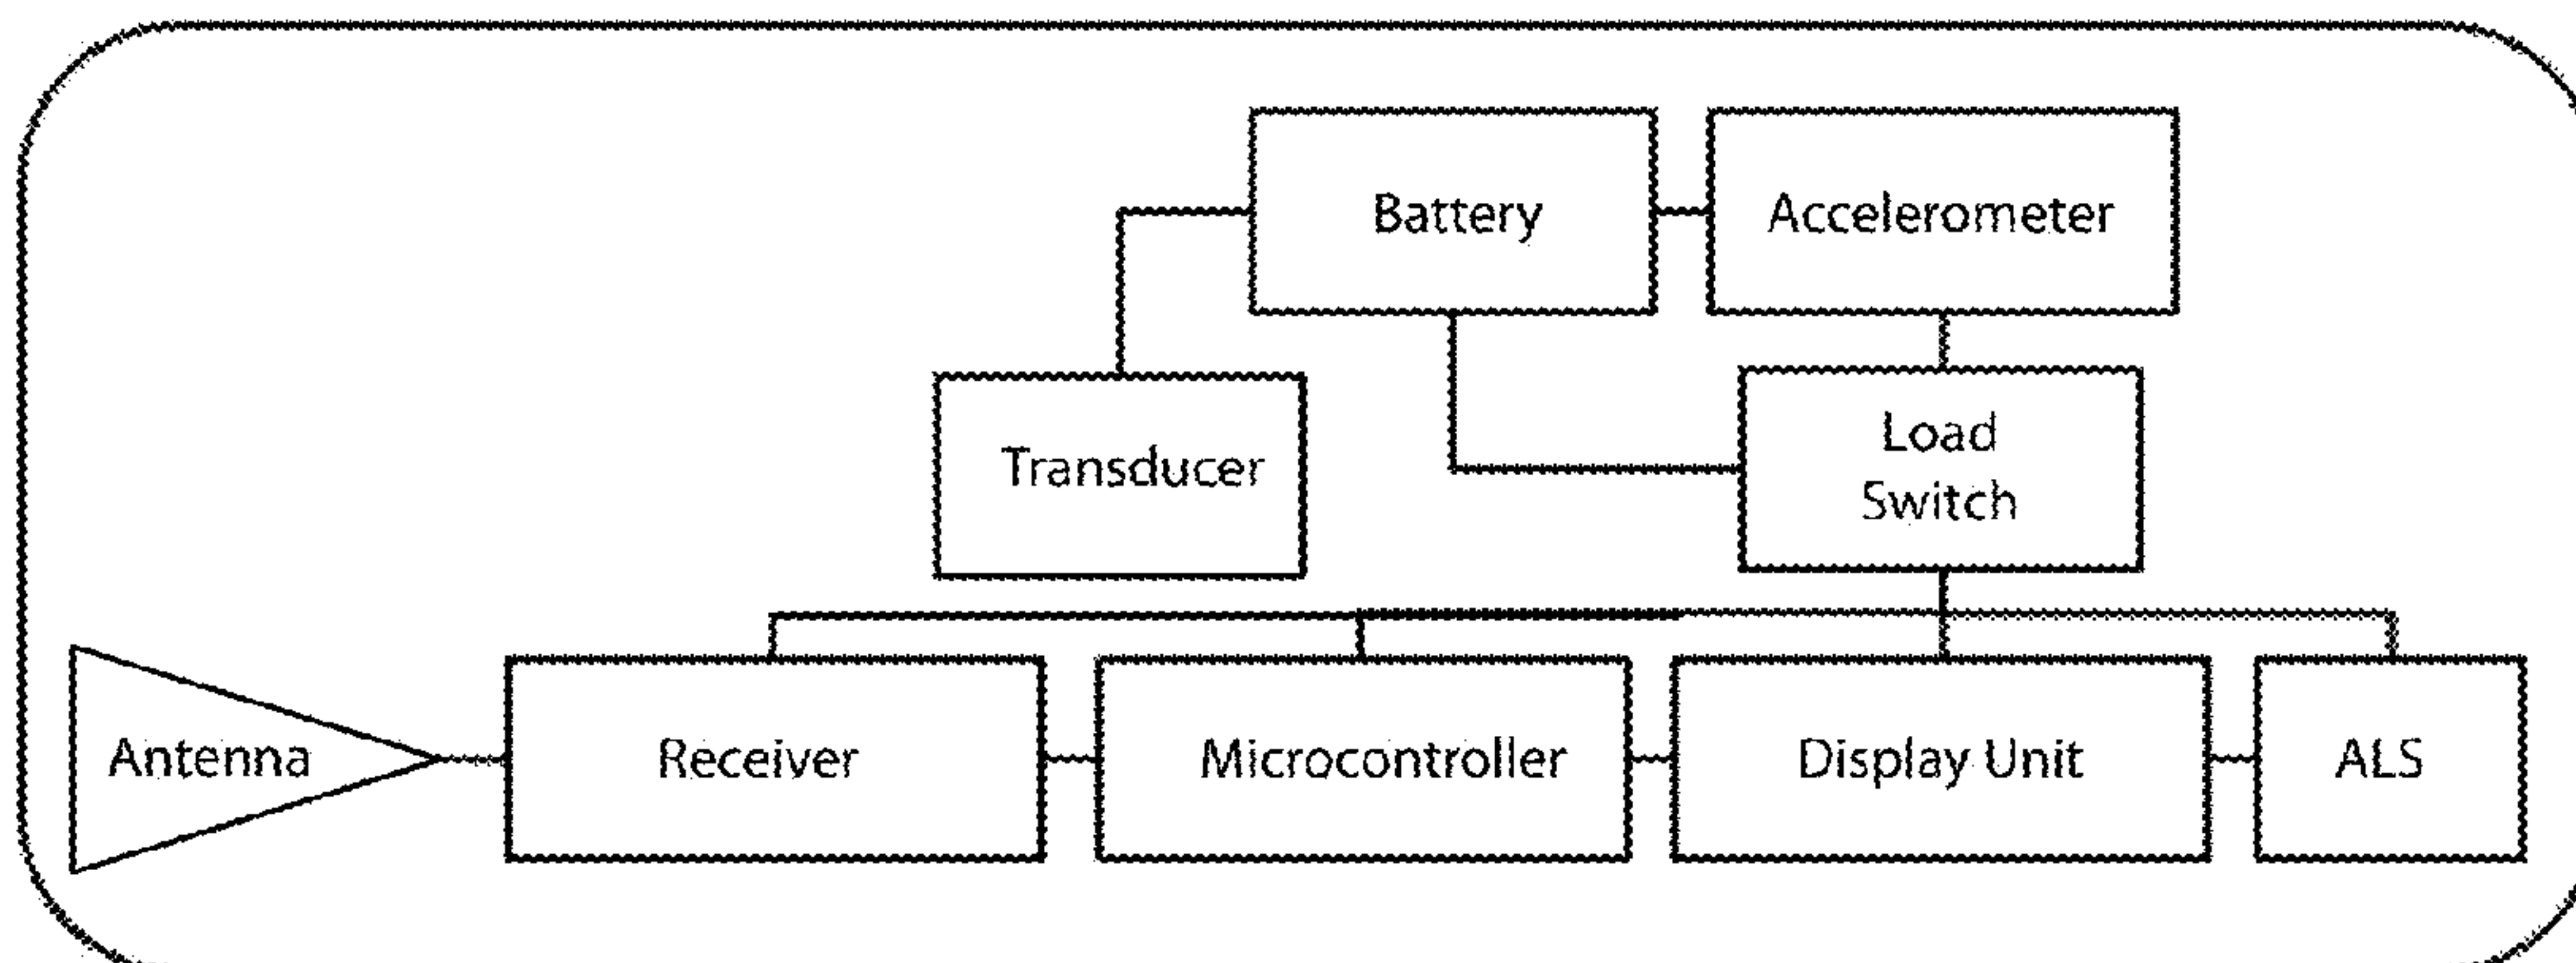 Battery
Accelerometer
Transducer
Load
Switch
Antenna
Receiver
Microcontroller
Display Unit
ALS